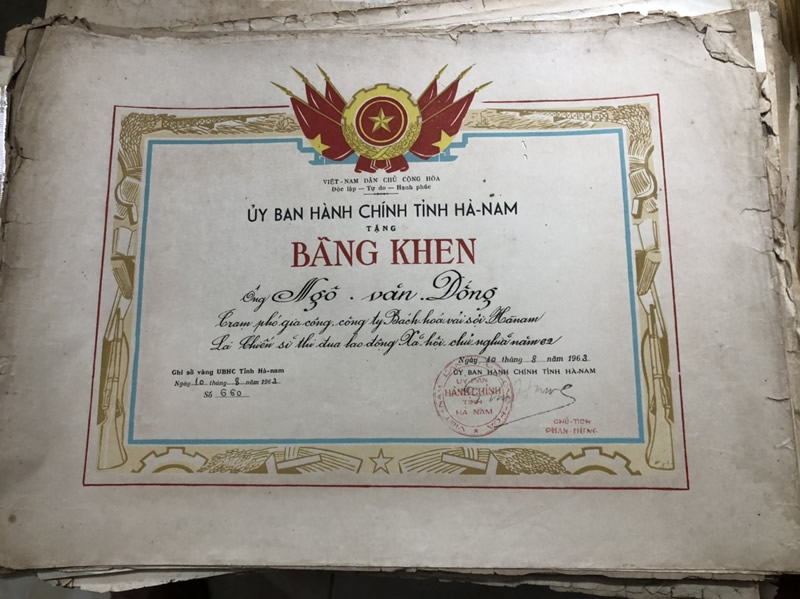 VIỆT-NAM DÂN CHỦ CỘNG HÒA
Độc lập — Tự do — Hạnh phúc
ỦY BAN HÀNH CHÍNH TỈNH HÀ-NAM
TẶNG
BẰNG KHEN
Ông Ngô văn Dống
Trạm phó gia công, công ty Bách hoá vải sợi Hànam
Là Chiến sĩ thi đua lao động Xã hội chủ nghĩa năm 62
Ngày 10 tháng 8 năm 1963
Ghi sổ vàng UBHC Tỉnh Hà-nam
Ngày 10 tháng 8 năm 1963
Số 660
ỦY BAN HÀNH CHÍNH TỈNH HÀ-NAM
ỦY BAN
HÀNH CHÍNH
TỈNH
HÀ-NAM
CHỦ-TỊCH